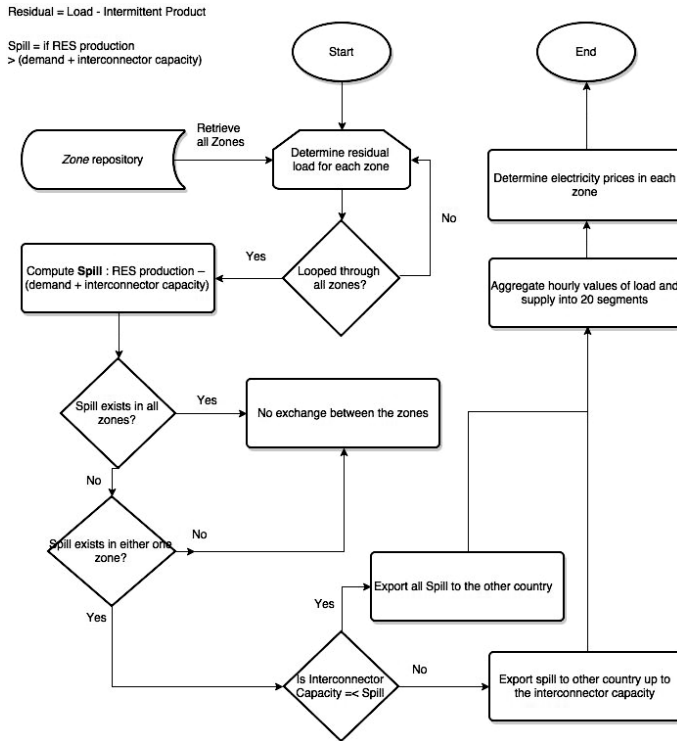 Residual = Load - Intermittent Product
Spill = if RES production
> (demand + interconnector capacity)
Start
End
Retrieve
all Zones
Zone repository
Determine residual
load for each zone
Determine electricity prices in each
zone
No
Looped through
all zones?
Yes
Compute Spill : RES production –
(demand + interconnector capacity)
Aggregate hourly values of load and
supply into 20 segments
Spill exists in all
zones?
Yes
No exchange between the zones
No
Spill exists in either one
zone?
No
Yes
Export all Spill to the other country
Yes
Is Interconnector
Capacity =< Spill
No
Export spill to other country up to
the interconnector capacity